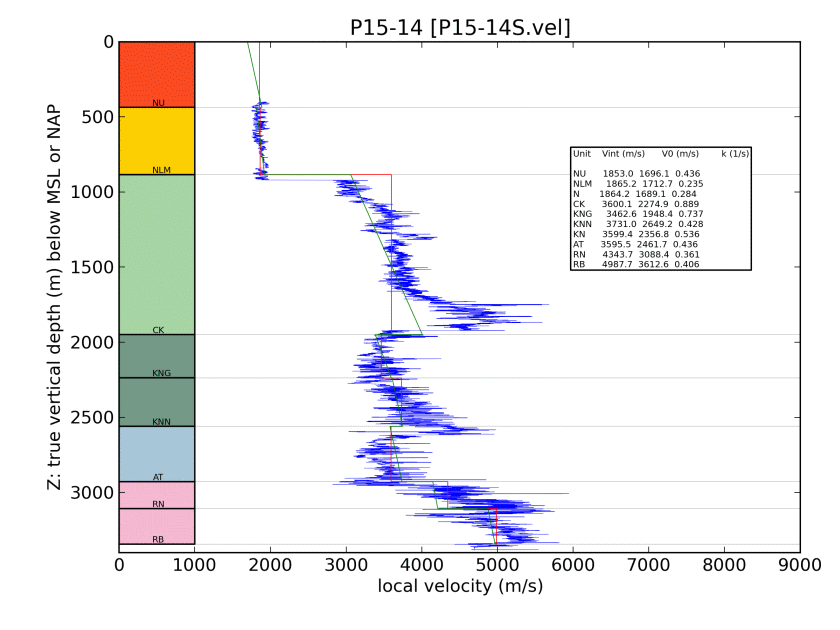 P15-14 [P15-14S.vel]
0
500
1000
1500
2000
2500
3000
Z: true vertical depth (m) below MSL or NAP
NU
NLM
CK
KNG
KNN
AT
RN
RB
Unit Vint (m/s) V0 (m/s) k (1/s)
NU 1853.0 1696.1 0.436
NLM 1865.2 1712.7 0.235
N 1864.2 1689.1 0.284
CK 3600.1 2274.9 0.889
KNG 3462.6 1948.4 0.737
KNN 3731.0 2649.2 0.428
KN 3599.4 2356.8 0.536
AT 3595.5 2461.7 0.436
RN 4343.7 3088.4 0.361
RB 4987.7 3612.6 0.406
0 1000 2000 3000 4000 5000 6000 7000 8000 9000
local velocity (m/s)